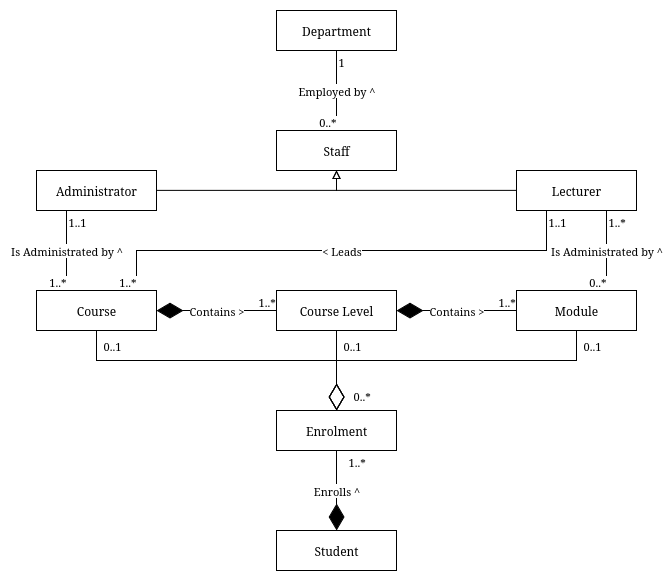 Department
1
Employed by ^
0..*
Staff
Administrator
Lecturer
1..1
1..1
1..*
Is Administrated by ^
< Leads
Is Administrated by ^
1..*
1..*
0..*
Course
Contains >
1..*
Course Level
Contains >
1..*
Module
0..1
0..1
0..1
0..*
Enrolment
1..*
Enrolls ^
Student